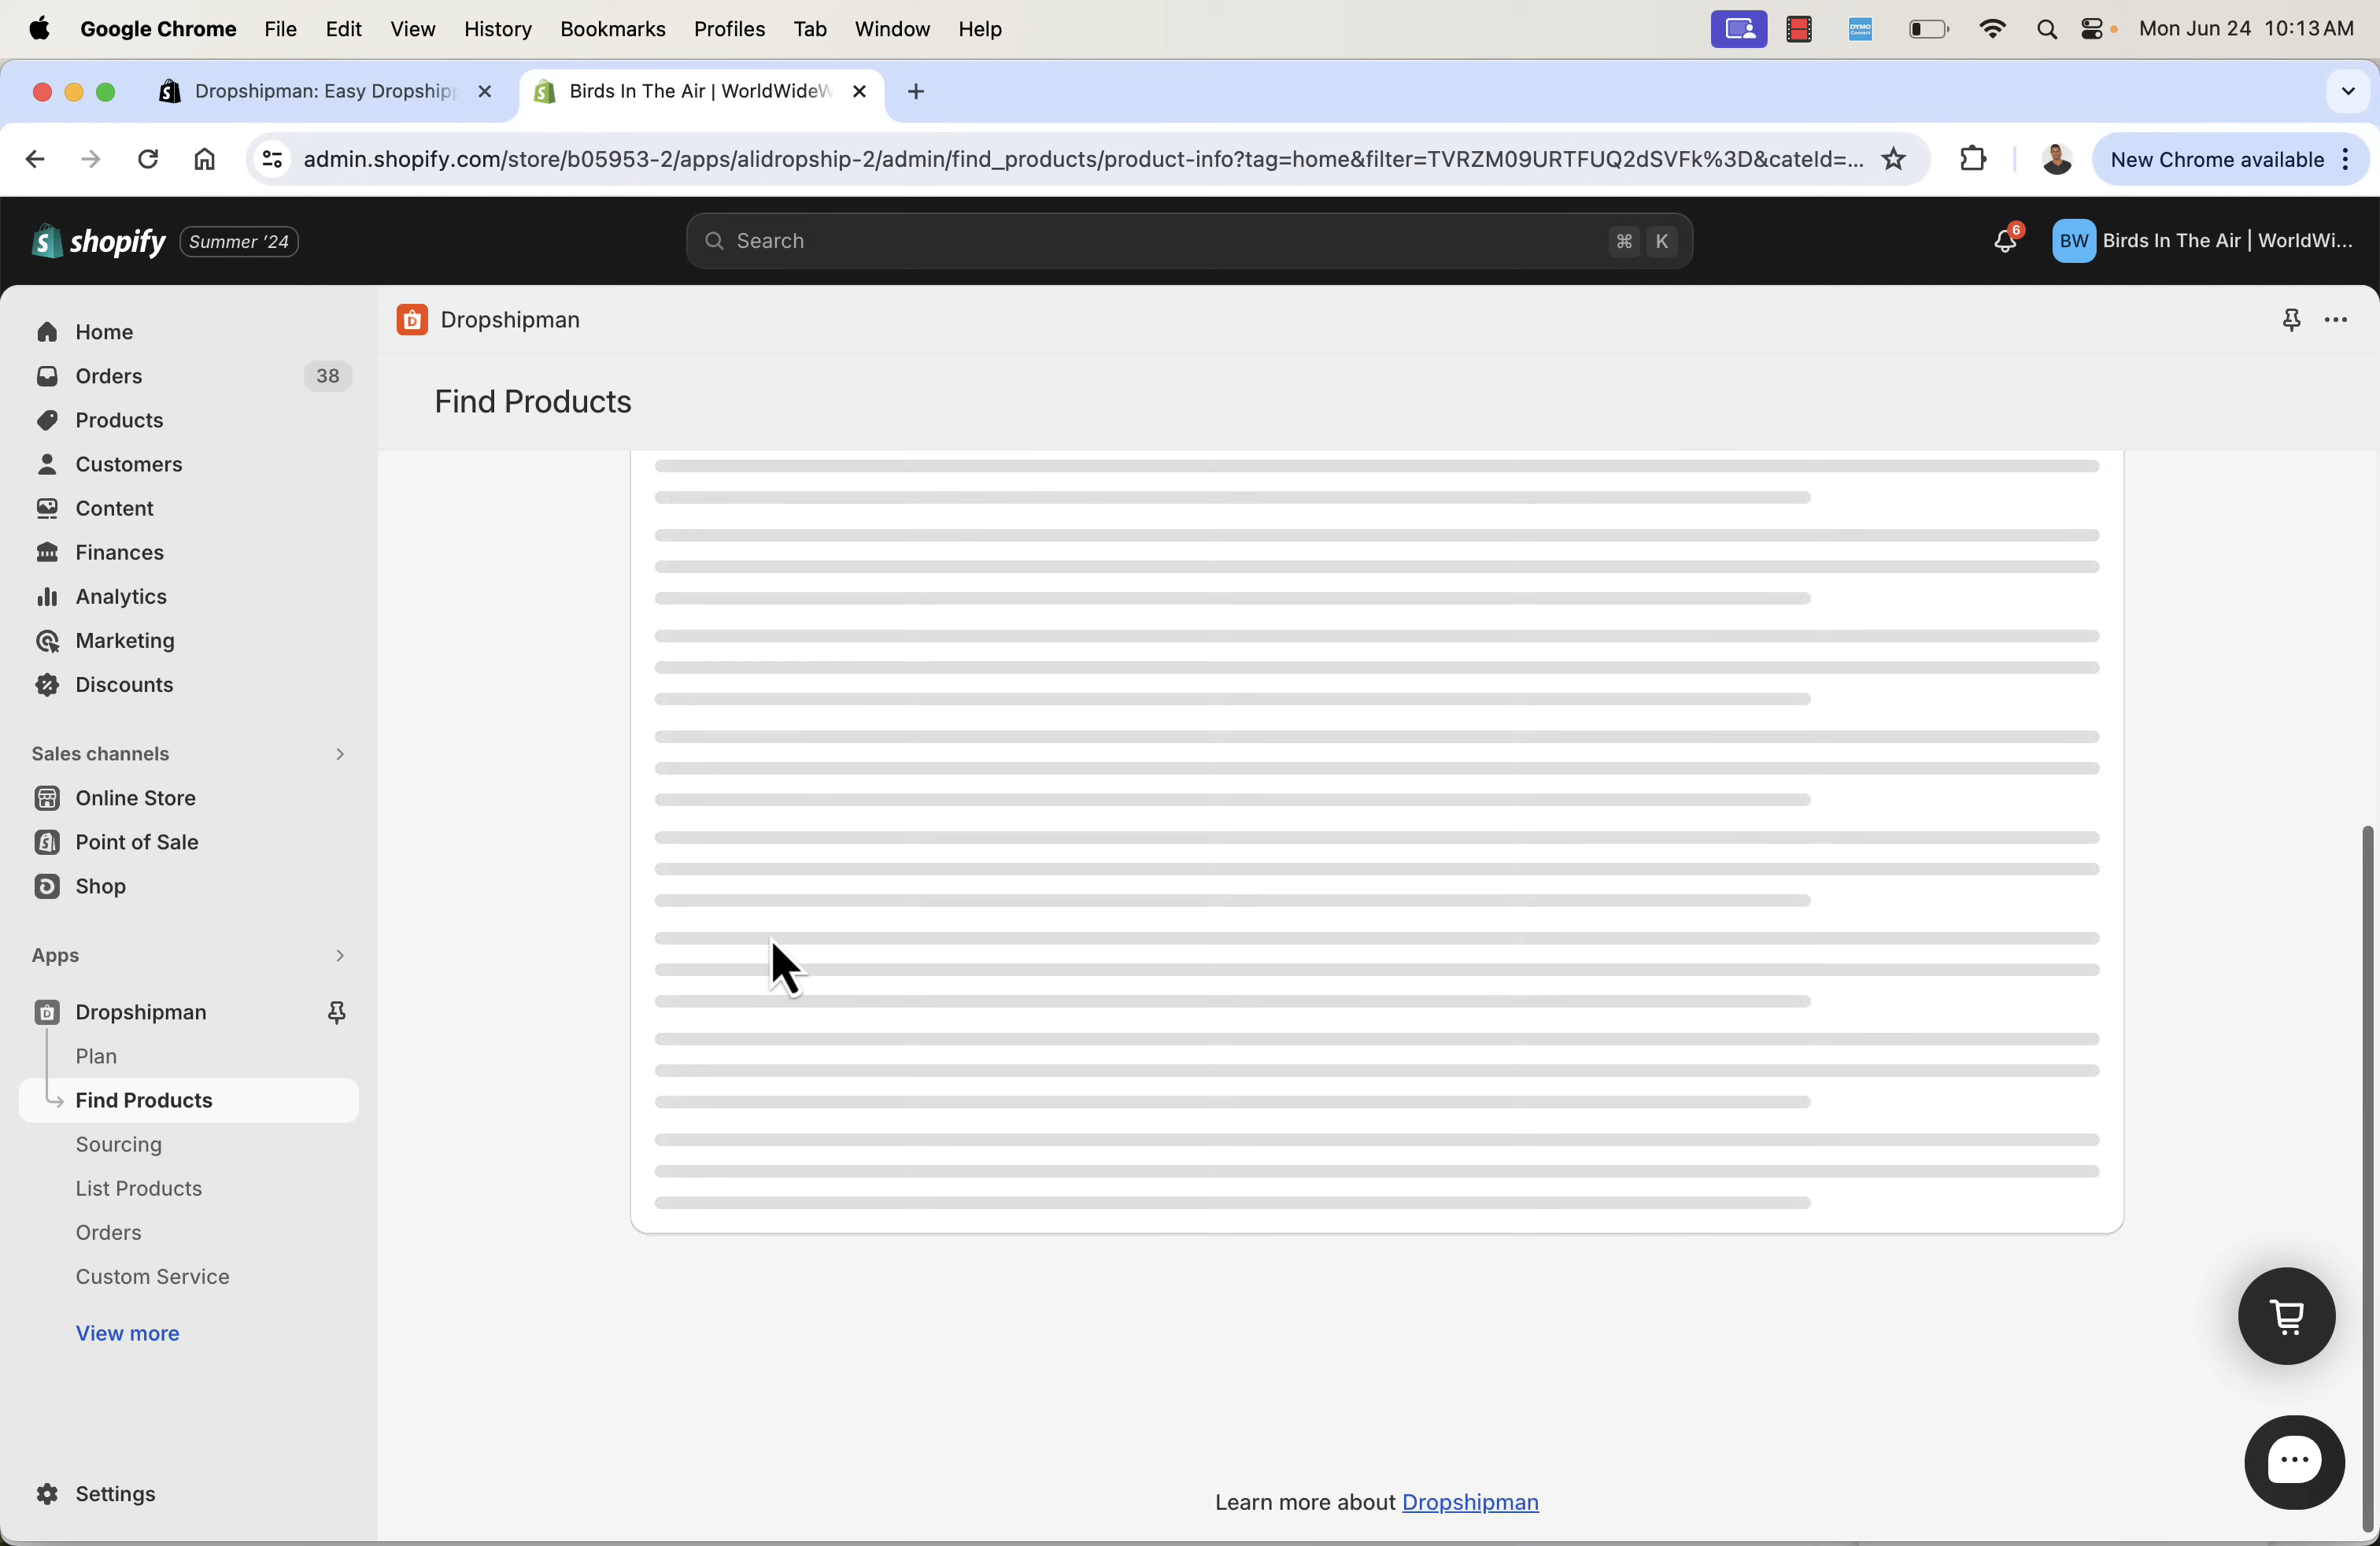 Google Chrome File Edit View History Bookmarks Profiles Tab Window Help
DYMO
Connect
Mon Jun 24 10:13 AM
Dropshipman: Easy Dropship
Birds In The Air | WorldWideW
admin.shopify.com/store/b05953-2/apps/alidropship-2/admin/find_products/product-info?tag=home&filter=TVRZM09URTFUQ2dSVFk%3D&cateId=...
New Chrome available
shopify
Summer '24
Search
⌘ K
6
BW
Birds In The Air | WorldWi...
Home
Orders
38
Products
Customers
Content
Finances
Analytics
Marketing
Discounts
Sales channels
Online Store
Point of Sale
Shop
Apps
Dropshipman
Plan
Find Products
Sourcing
List Products
Orders
Custom Service
View more
Settings
Dropshipman
Find Products
Learn more about Dropshipman